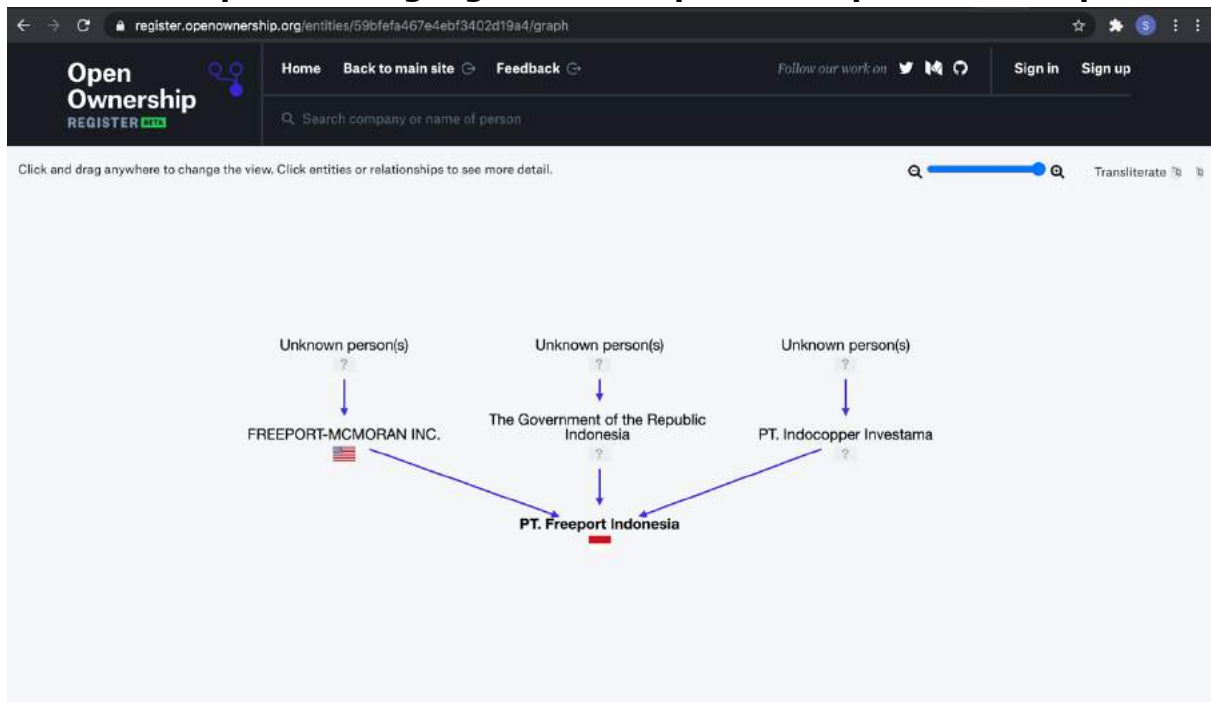 register.openownership.org/entities/59bfefa467e4ebf3402d19a4/graph
S
Open
Ownership
REGISTER BETA
Home Back to main site Feedback
Follow our work on
Sign in Sign up
Search company or name of person
Click and drag anywhere to change the view. Click entities or relationships to see more detail.
Transliterate
Unknown person(s) Unknown person(s) Unknown person(s)
? ? ?
FREEPORT-MCMORAN INC.
The Government of the Republic
Indonesia
?
PT. Indocopper Investama
?
PT. Freeport Indonesia